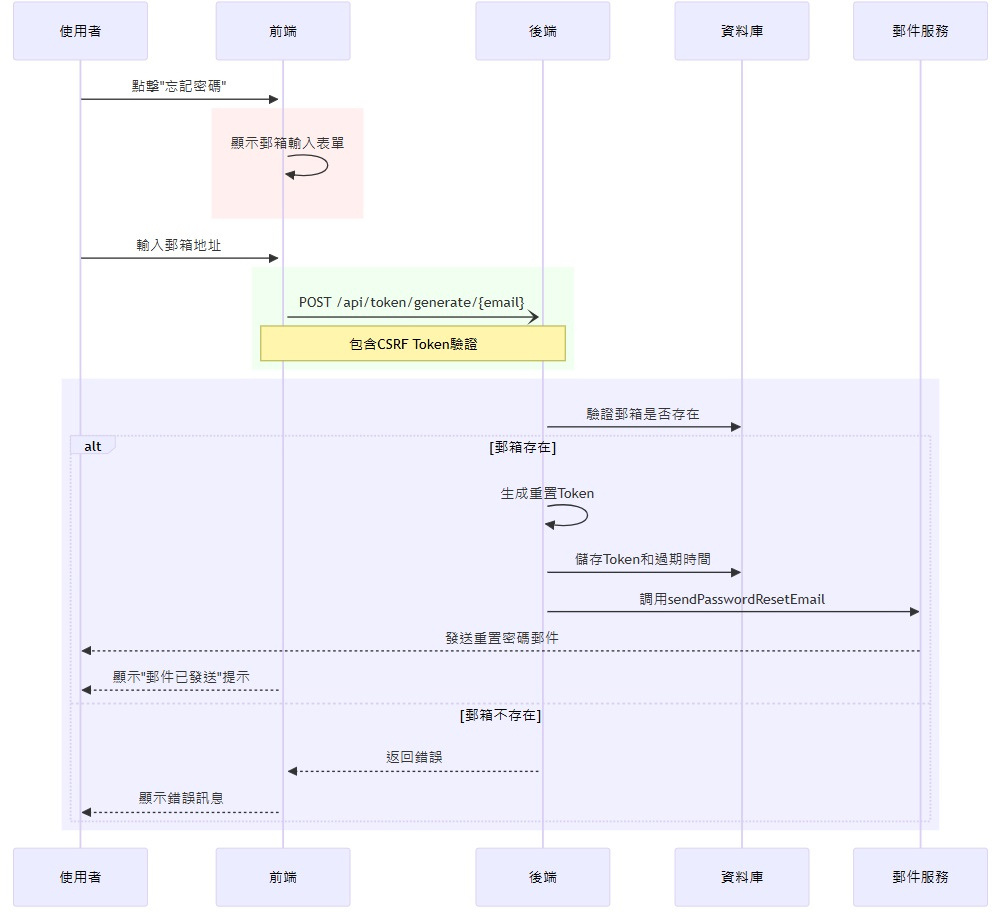 使用者
前端
後端
資料庫
郵件服務
點擊"忘記密碼"
顯示郵箱輸入表單
輸入郵箱地址
POST /api/token/generate/{email}
包含CSRF Token驗證
驗證郵箱是否存在
alt
[郵箱存在]
生成重置Token
儲存Token和過期時間
調用sendPasswordResetEmail
發送重置密碼郵件
顯示"郵件已發送"提示
[郵箱不存在]
返回錯誤
顯示錯誤訊息
使用者
前端
後端
資料庫
郵件服務